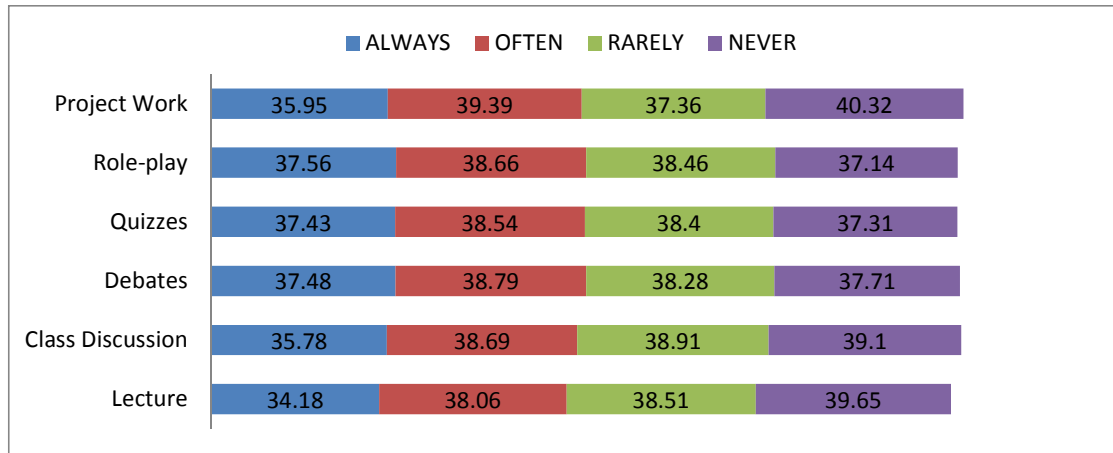 ALWAYS OFTEN RARELY NEVER
Project Work 35.95 39.39 37.36 40.32
Role-play 37.56 38.66 38.46 37.14
Quizzes 37.43 38.54 38.4 37.31
Debates 37.48 38.79 38.28 37.71
Class Discussion 35.78 38.69 38.91 39.1
Lecture 34.18 38.06 38.51 39.65